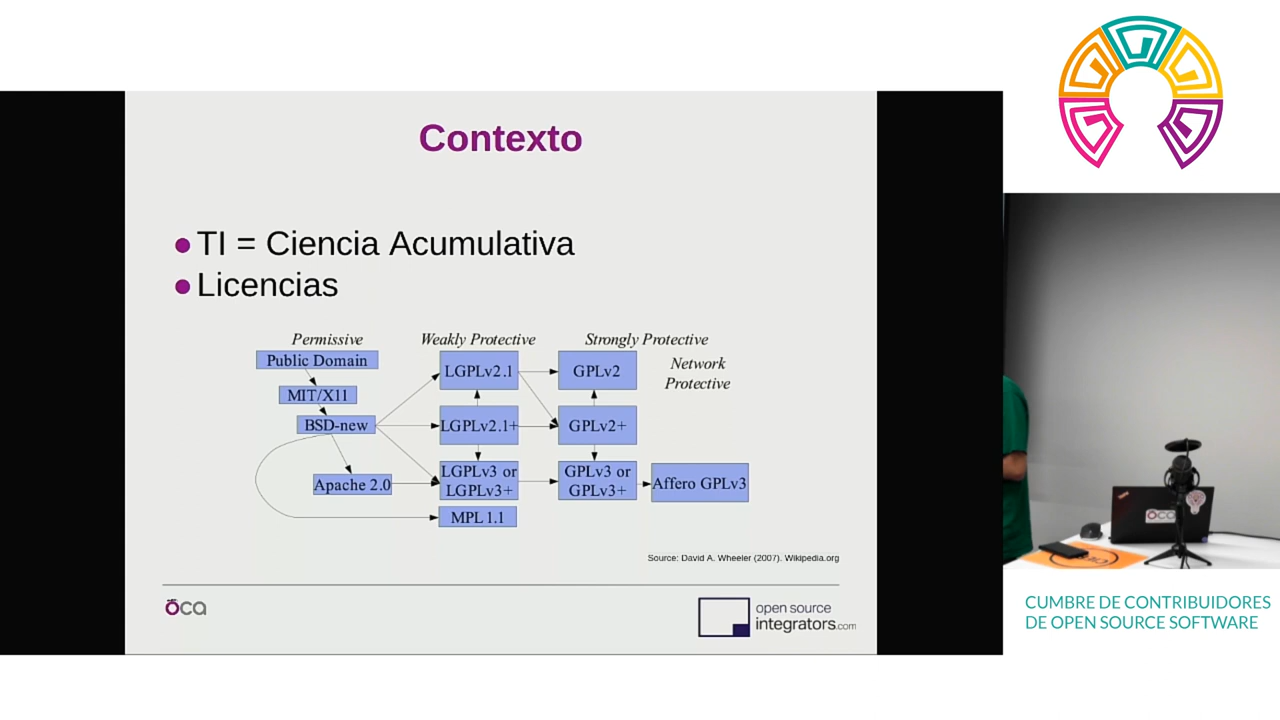 Contexto
TI = Ciencia Acumulativa
Licencias
Permissive
Weakly Protective
Strongly Protective
Network
Protective
Public Domain
MIT/X11
BSD-new
Apache 2.0
LGPLv2.1
LGPLv2.1+
LGPLv3 or
LGPLv3+
MPL 1.1
GPLv2
GPLv2+
GPLv3 or
GPLv3+
Affero GPLv3
Source: David A. Wheeler (2007). Wikipedia.org
oca
open source
integrators.com
oca
CUMBRE DE CONTRIBUIDORES
DE OPEN SOURCE SOFTWARE